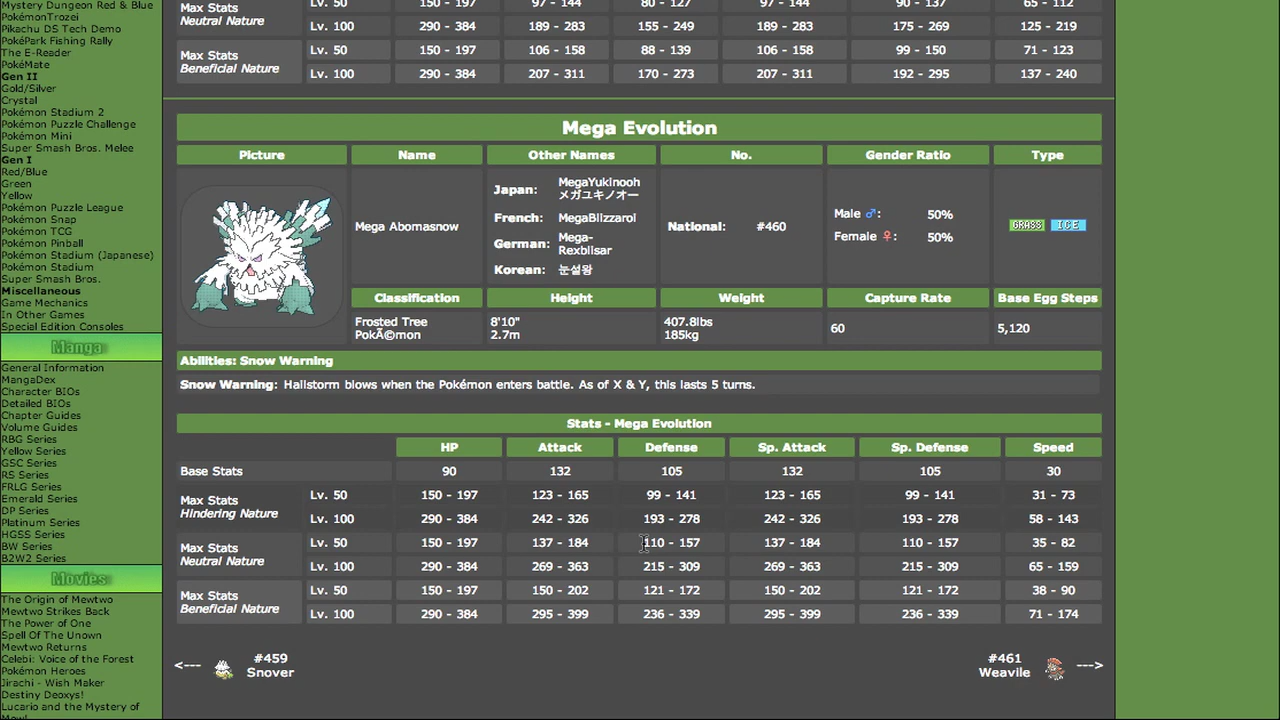 Mystery Dungeon Red & Blue
PokémonTrozei
Pikachu DS Tech Demo
PokéPark Fishing Rally
The E-Reader
PokéMate
Gen II
Gold/Silver
Crystal
Pokémon Stadium 2
Pokémon Puzzle Challenge
Pokémon Mini
Super Smash Bros. Melee
Gen I
Red/Blue
Green
Yellow
Pokémon Puzzle League
Pokémon Snap
Pokémon TCG
Pokémon Pinball
Pokémon Stadium (Japanese)
Pokémon Stadium
Super Smash Bros.
Miscellaneous
Game Mechanics
In Other Games
Special Edition Consoles
Manga
General Information
MangaDex
Character BIOs
Detailed BIOs
Chapter Guides
Volume Guides
RBG Series
Yellow Series
GSC Series
RS Series
FRLG Series
Emerald Series
DP Series
Platinum Series
HGSS Series
BW Series
B2W2 Series
Movies
The Origin of Mewtwo
Mewtwo Strikes Back
The Power of One
Spell Of The Unown
Mewtwo Returns
Celebi: Voice of the Forest
Pokémon Heroes
Jirachi - Wish Maker
Destiny Deoxys!
Lucario and the Mystery of
Max Stats
Neutral Nature
Lv. 50 150 - 197 97 - 144 80 - 127 97 - 144 90 - 137 65 - 112
Lv. 100 290 - 384 189 - 283 155 - 249 189 - 283 175 - 269 125 - 219
Max Stats
Beneficial Nature
Lv. 50 150 - 197 106 - 158 88 - 139 106 - 158 99 - 150 71 - 123
Lv. 100 290 - 384 207 - 311 170 - 273 207 - 311 192 - 295 137 - 240
Mega Evolution
Picture Name Other Names No. Gender Ratio Type
Mega Abomasnow
Japan: MegaYukinooh
メガユキノオー
French: MegaBlizzarol
German: Mega-
Rexblisar
Korean: 눈설왕
National: #460
Male ♂: 50%
Female ♀: 50%
GRASS ICE
Classification Height Weight Capture Rate Base Egg Steps
Frosted Tree
PokÃ©mon
8'10"
2.7m
407.8lbs
185kg
60
5,120
Abilities: Snow Warning
Snow Warning: Hailstorm blows when the Pokémon enters battle. As of X & Y, this lasts 5 turns.
Stats - Mega Evolution
HP Attack Defense Sp. Attack Sp. Defense Speed
Base Stats 90 132 105 132 105 30
Max Stats
Hindering Nature
Lv. 50 150 - 197 123 - 165 99 - 141 123 - 165 99 - 141 31 - 73
Lv. 100 290 - 384 242 - 326 193 - 278 242 - 326 193 - 278 58 - 143
Max Stats
Neutral Nature
Lv. 50 150 - 197 137 - 184 110 - 157 137 - 184 110 - 157 35 - 82
Lv. 100 290 - 384 269 - 363 215 - 309 269 - 363 215 - 309 65 - 159
Max Stats
Beneficial Nature
Lv. 50 150 - 197 150 - 202 121 - 172 150 - 202 121 - 172 38 - 90
Lv. 100 290 - 384 295 - 399 236 - 339 295 - 399 236 - 339 71 - 174
<--- #459
Snover
#461
Weavile --->